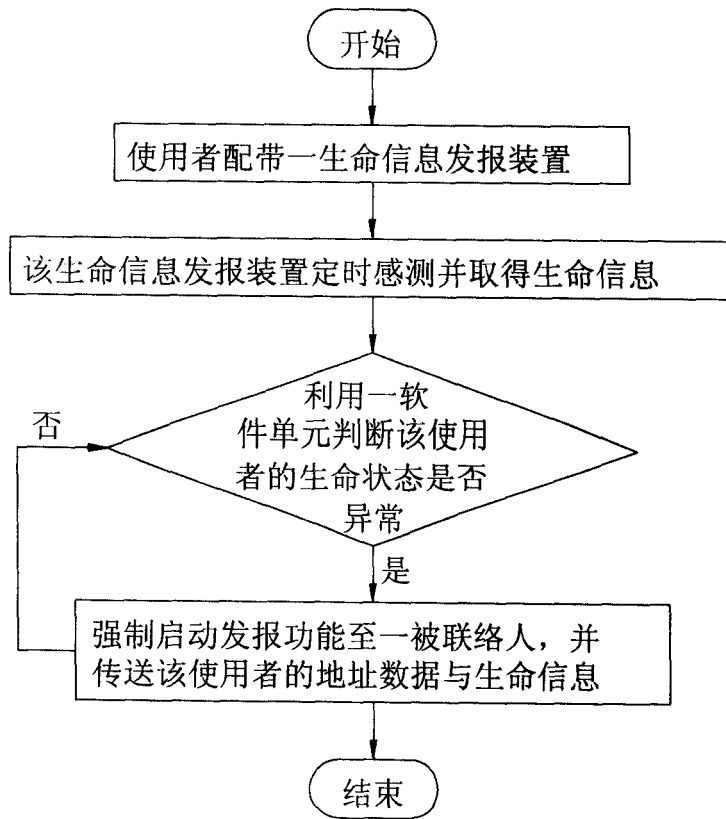 开始
使用者配带一生命信息发报装置
该生命信息发报装置定时感测并取得生命信息
利用一软
件单元判断该使用
者的生命状态是否
异常
否
是
强制启动发报功能至一被联络人，并
传送该使用者的地址数据与生命信息
结束